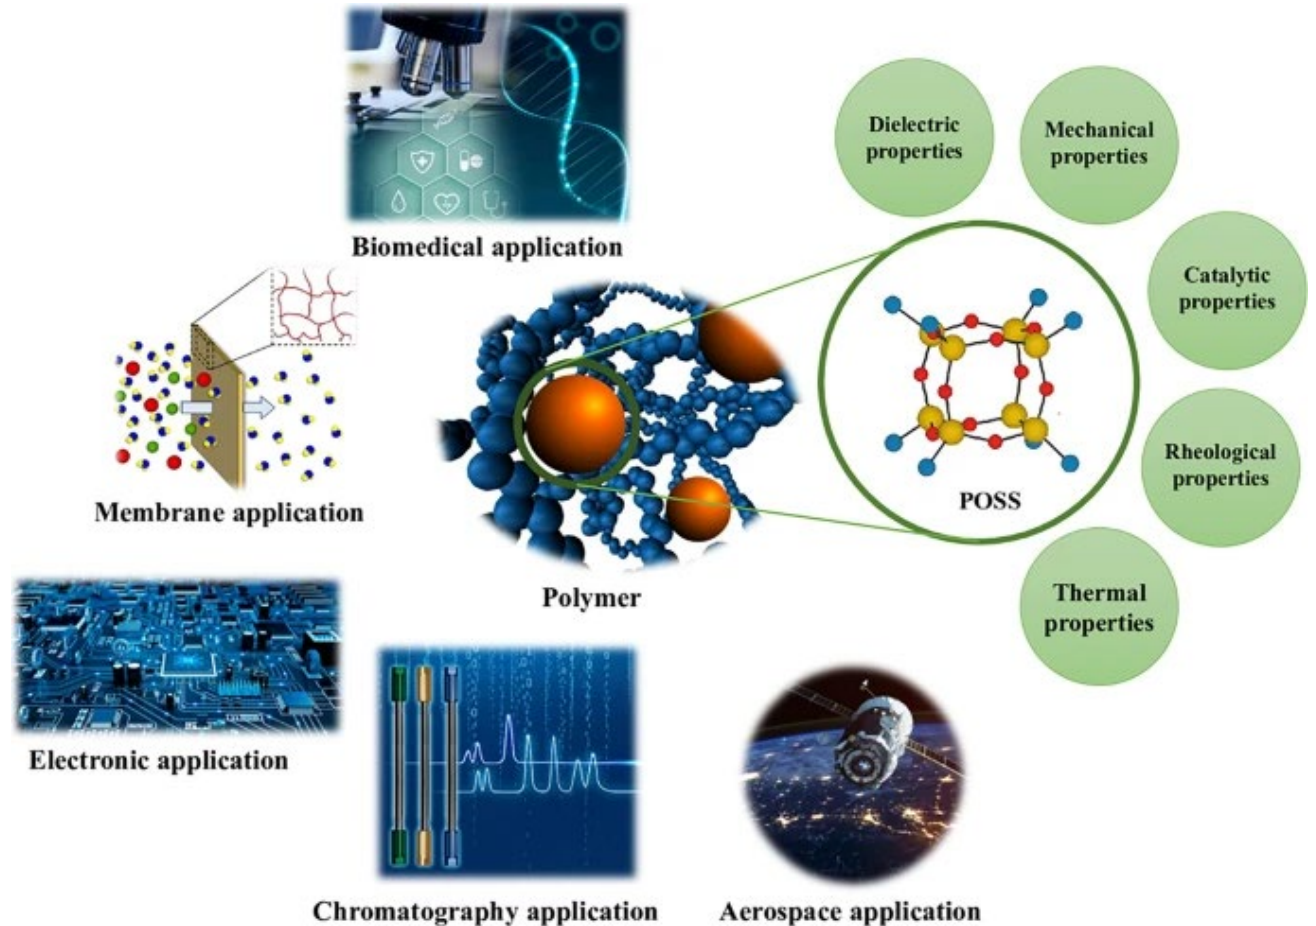 Dielectric
properties
Mechanical
properties
Biomedical application
Catalytic
properties
Rheological
properties
POSS
Membrane application
Polymer
Thermal
properties
Electronic application
Chromatography application
Aerospace application